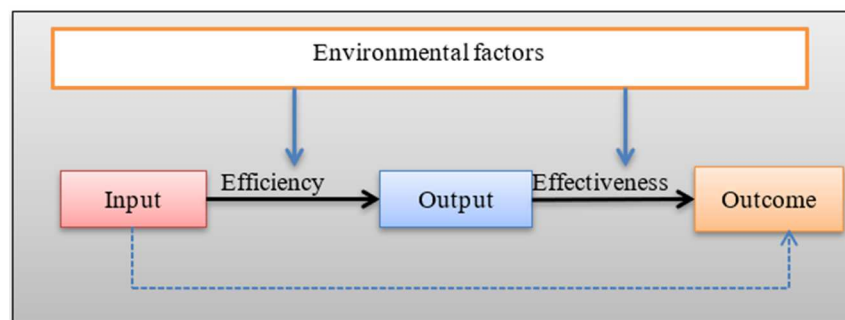 Environmental factors
Efficiency
Effectiveness
Input
Output
Outcome